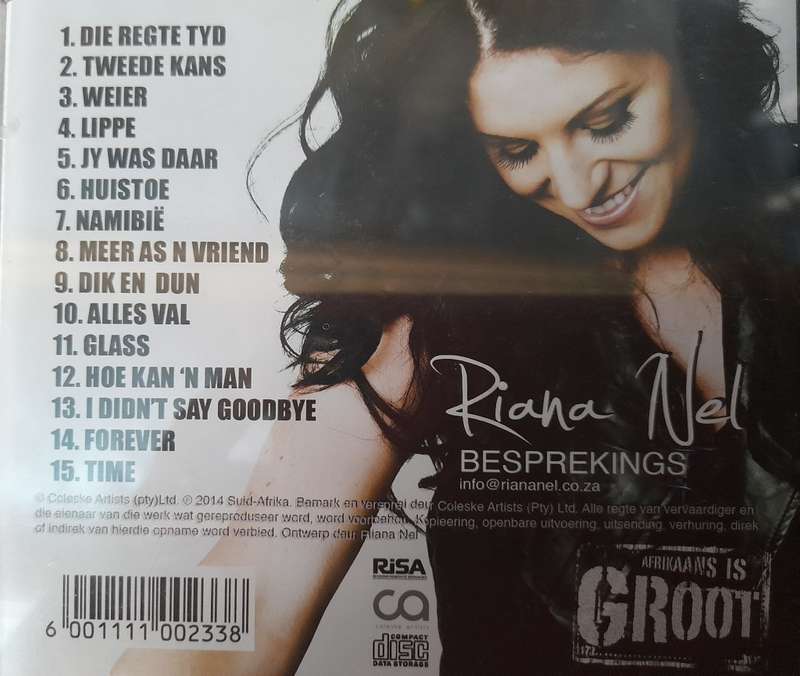 1. DIE REGTE TYD
2. TWEEDE KANS
3. WEIER
4. LIPPE
5. JY WAS DAAR
6. HUISTOE
7. NAMIBIË
8. MEER AS N VRIEND
9. DIK EN DUN
10. ALLES VAL
11. GLASS
12. HOE KAN 'N MAN
13. I DIDN'T SAY GOODBYE
14. FOREVER
15. TIME
Riana Nel
BESPREKINGS
info@riananel.co.za
© Coleske Artists (pty)Ltd. ℗ 2014 Suid-Afrika. Bemark en versprei deur Coleske Artists (Pty) Ltd. Alle regte van vervaardiger en
die eienaar van die werk wat gereproduseer word, word voorbehou. Kopieering, openbare uitvoering, uitsending, verhuring, direk
of indirek van hierdie opname word verbied. Ontwerp deur Riana Nel
RiSA
ca
coleske artists
COMPACT
disc
DATA STORAGE
AFRIKAANS IS
GROOT
6 001111 002338